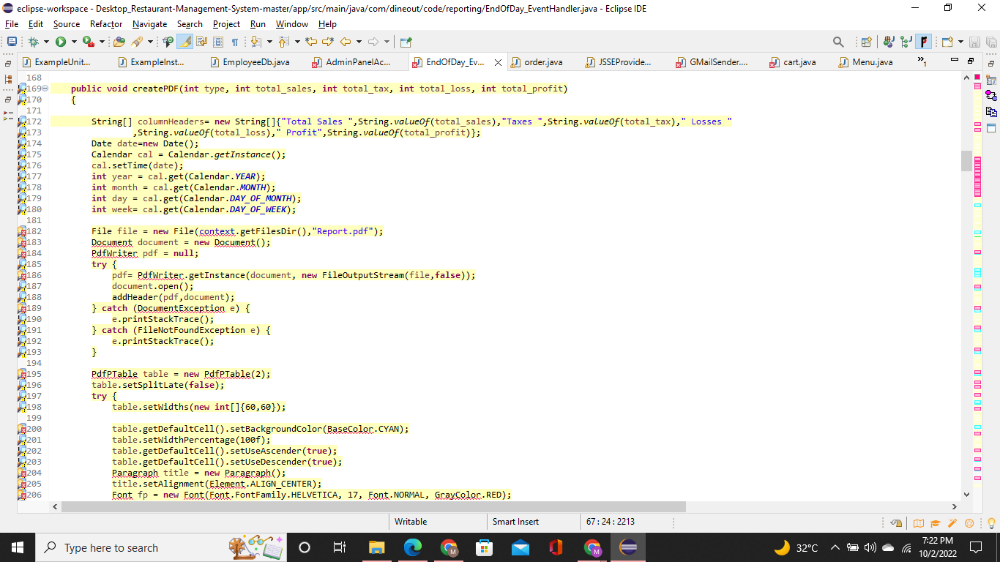 eclipse-workspace - Desktop_Restaurant-Management-System-master/app/src/main/java/com/dineout/code/reporting/EndOfDay_EventHandler.java - Eclipse IDE
File Edit Source Refactor Navigate Search Project Run Window Help
ExampleUnit... ExampleInst... EmployeeDb.java AdminPanelAc... EndOfDay_Ev... order.java JSSEProvide... GMailSender.... cart.java Menu.java »1
168
169 public void createPDF(int type, int total_sales, int total_tax, int total_loss, int total_profit)
170 {
171
172 String[] columnHeaders= new String[]{"Total Sales ",String.valueOf(total_sales),"Taxes ",String.valueOf(total_tax)," Losses "
173 ,String.valueOf(total_loss)," Profit",String.valueOf(total_profit)};
174 Date date=new Date();
175 Calendar cal = Calendar.getInstance();
176 cal.setTime(date);
177 int year = cal.get(Calendar.YEAR);
178 int month = cal.get(Calendar.MONTH);
179 int day = cal.get(Calendar.DAY_OF_MONTH);
180 int week= cal.get(Calendar.DAY_OF_WEEK);
181
182 File file = new File(context.getFilesDir(),"Report.pdf");
183 Document document = new Document();
184 PdfWriter pdf = null;
185 try {
186 pdf= PdfWriter.getInstance(document, new FileOutputStream(file,false));
187 document.open();
188 addHeader(pdf,document);
189 } catch (DocumentException e) {
190 e.printStackTrace();
191 } catch (FileNotFoundException e) {
192 e.printStackTrace();
193 }
194
195 PdfPTable table = new PdfPTable(2);
196 table.setSplitLate(false);
197 try {
198 table.setWidths(new int[]{60,60});
199
200 table.getDefaultCell().setBackgroundColor(BaseColor.CYAN);
201 table.setWidthPercentage(100f);
202 table.getDefaultCell().setUseAscender(true);
203 table.getDefaultCell().setUseDescender(true);
204 Paragraph title = new Paragraph();
205 title.setAlignment(Element.ALIGN_CENTER);
206 Font fp = new Font(Font.FontFamily.HELVETICA, 17, Font.NORMAL, GrayColor.RED);
Writable Smart Insert 67 : 24 : 2213
Type here to search
32°C
7:22 PM
10/2/2022